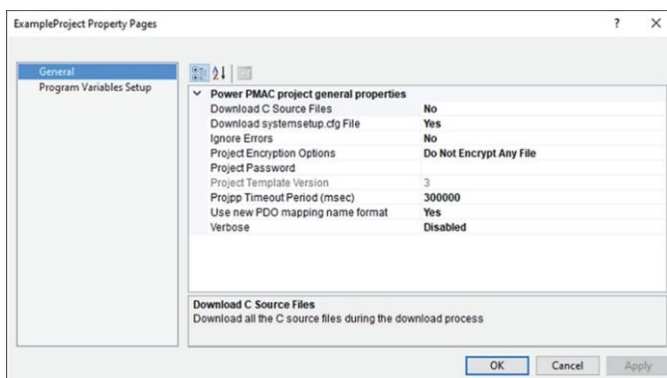 ExampleProject Property Pages
General
Program Variables Setup
Power PMAC project general properties
Download C Source Files No
Download systemsetup.cfg File Yes
Ignore Errors No
Project Encryption Options Do Not Encrypt Any File
Project Password
Project Template Version 3
Projpp Timeout Period (msec) 300000
Use new PDO mapping name format Yes
Verbose Disabled
Download C Source Files
Download all the C source files during the download process
OK Cancel Apply